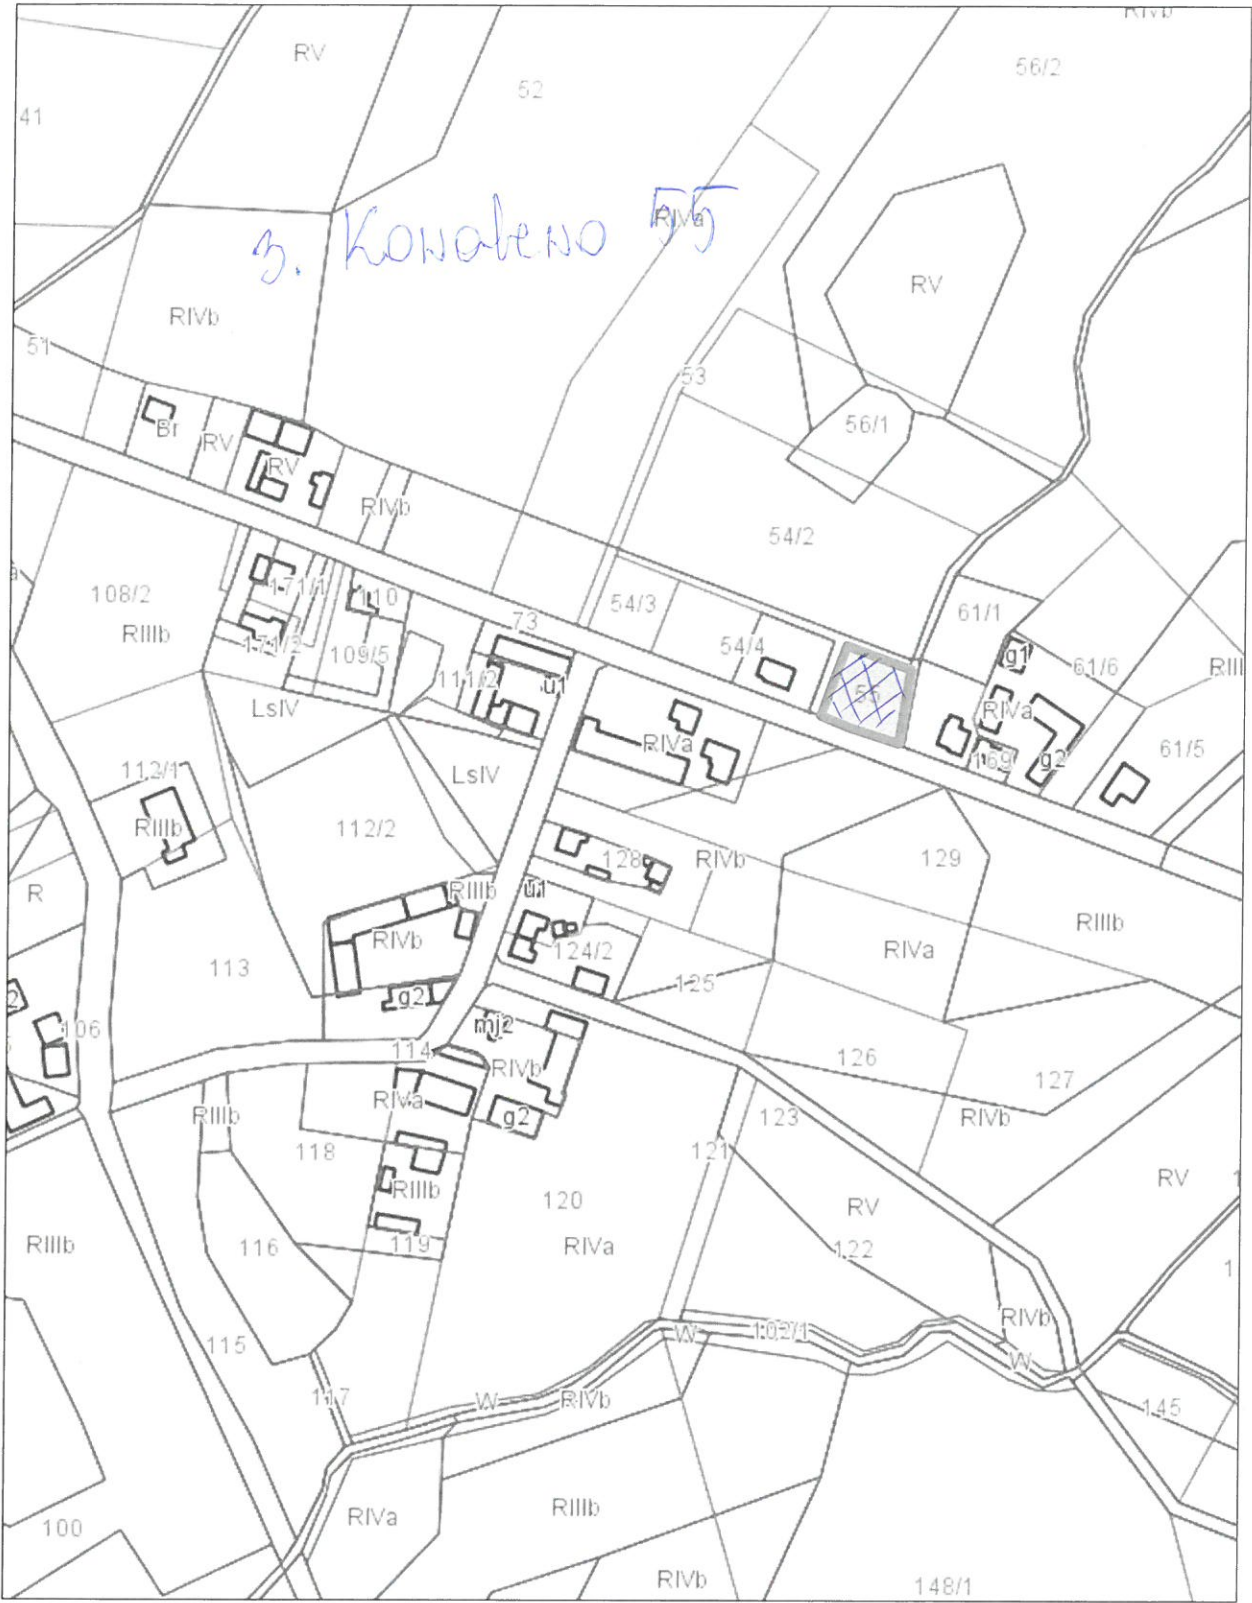 RIVb
RV
52
56/2
41
3. Kowalewo 55
RIVa
RV
RIVb
51
53
56/1
Br
RV
RV
RIVb
54/2
108/2
RIIIb
171/1
110
73
54/3
61/1
171/2
109/5
111/2
u1
54/4
55
g1
61/6
RIII
LsIV
RIVa
RIVa
169
g2
61/5
112/1
RIIIb
LsIV
112/2
128
RIVb
129
R
RIIIb
u1
RIVb
124/2
RIVa
RIIIb
113
g2
125
2
106
mj2
114
RIVb
126
127
RIVa
g2
123
RIVb
RIIIb
118
121
RIIIb
120
RV
RV
RIIIb
116
119
RIVa
122
1
RIVb
115
W
102/1
W
117
W
RIVb
145
RIVa
RIIIb
100
RIVb
148/1